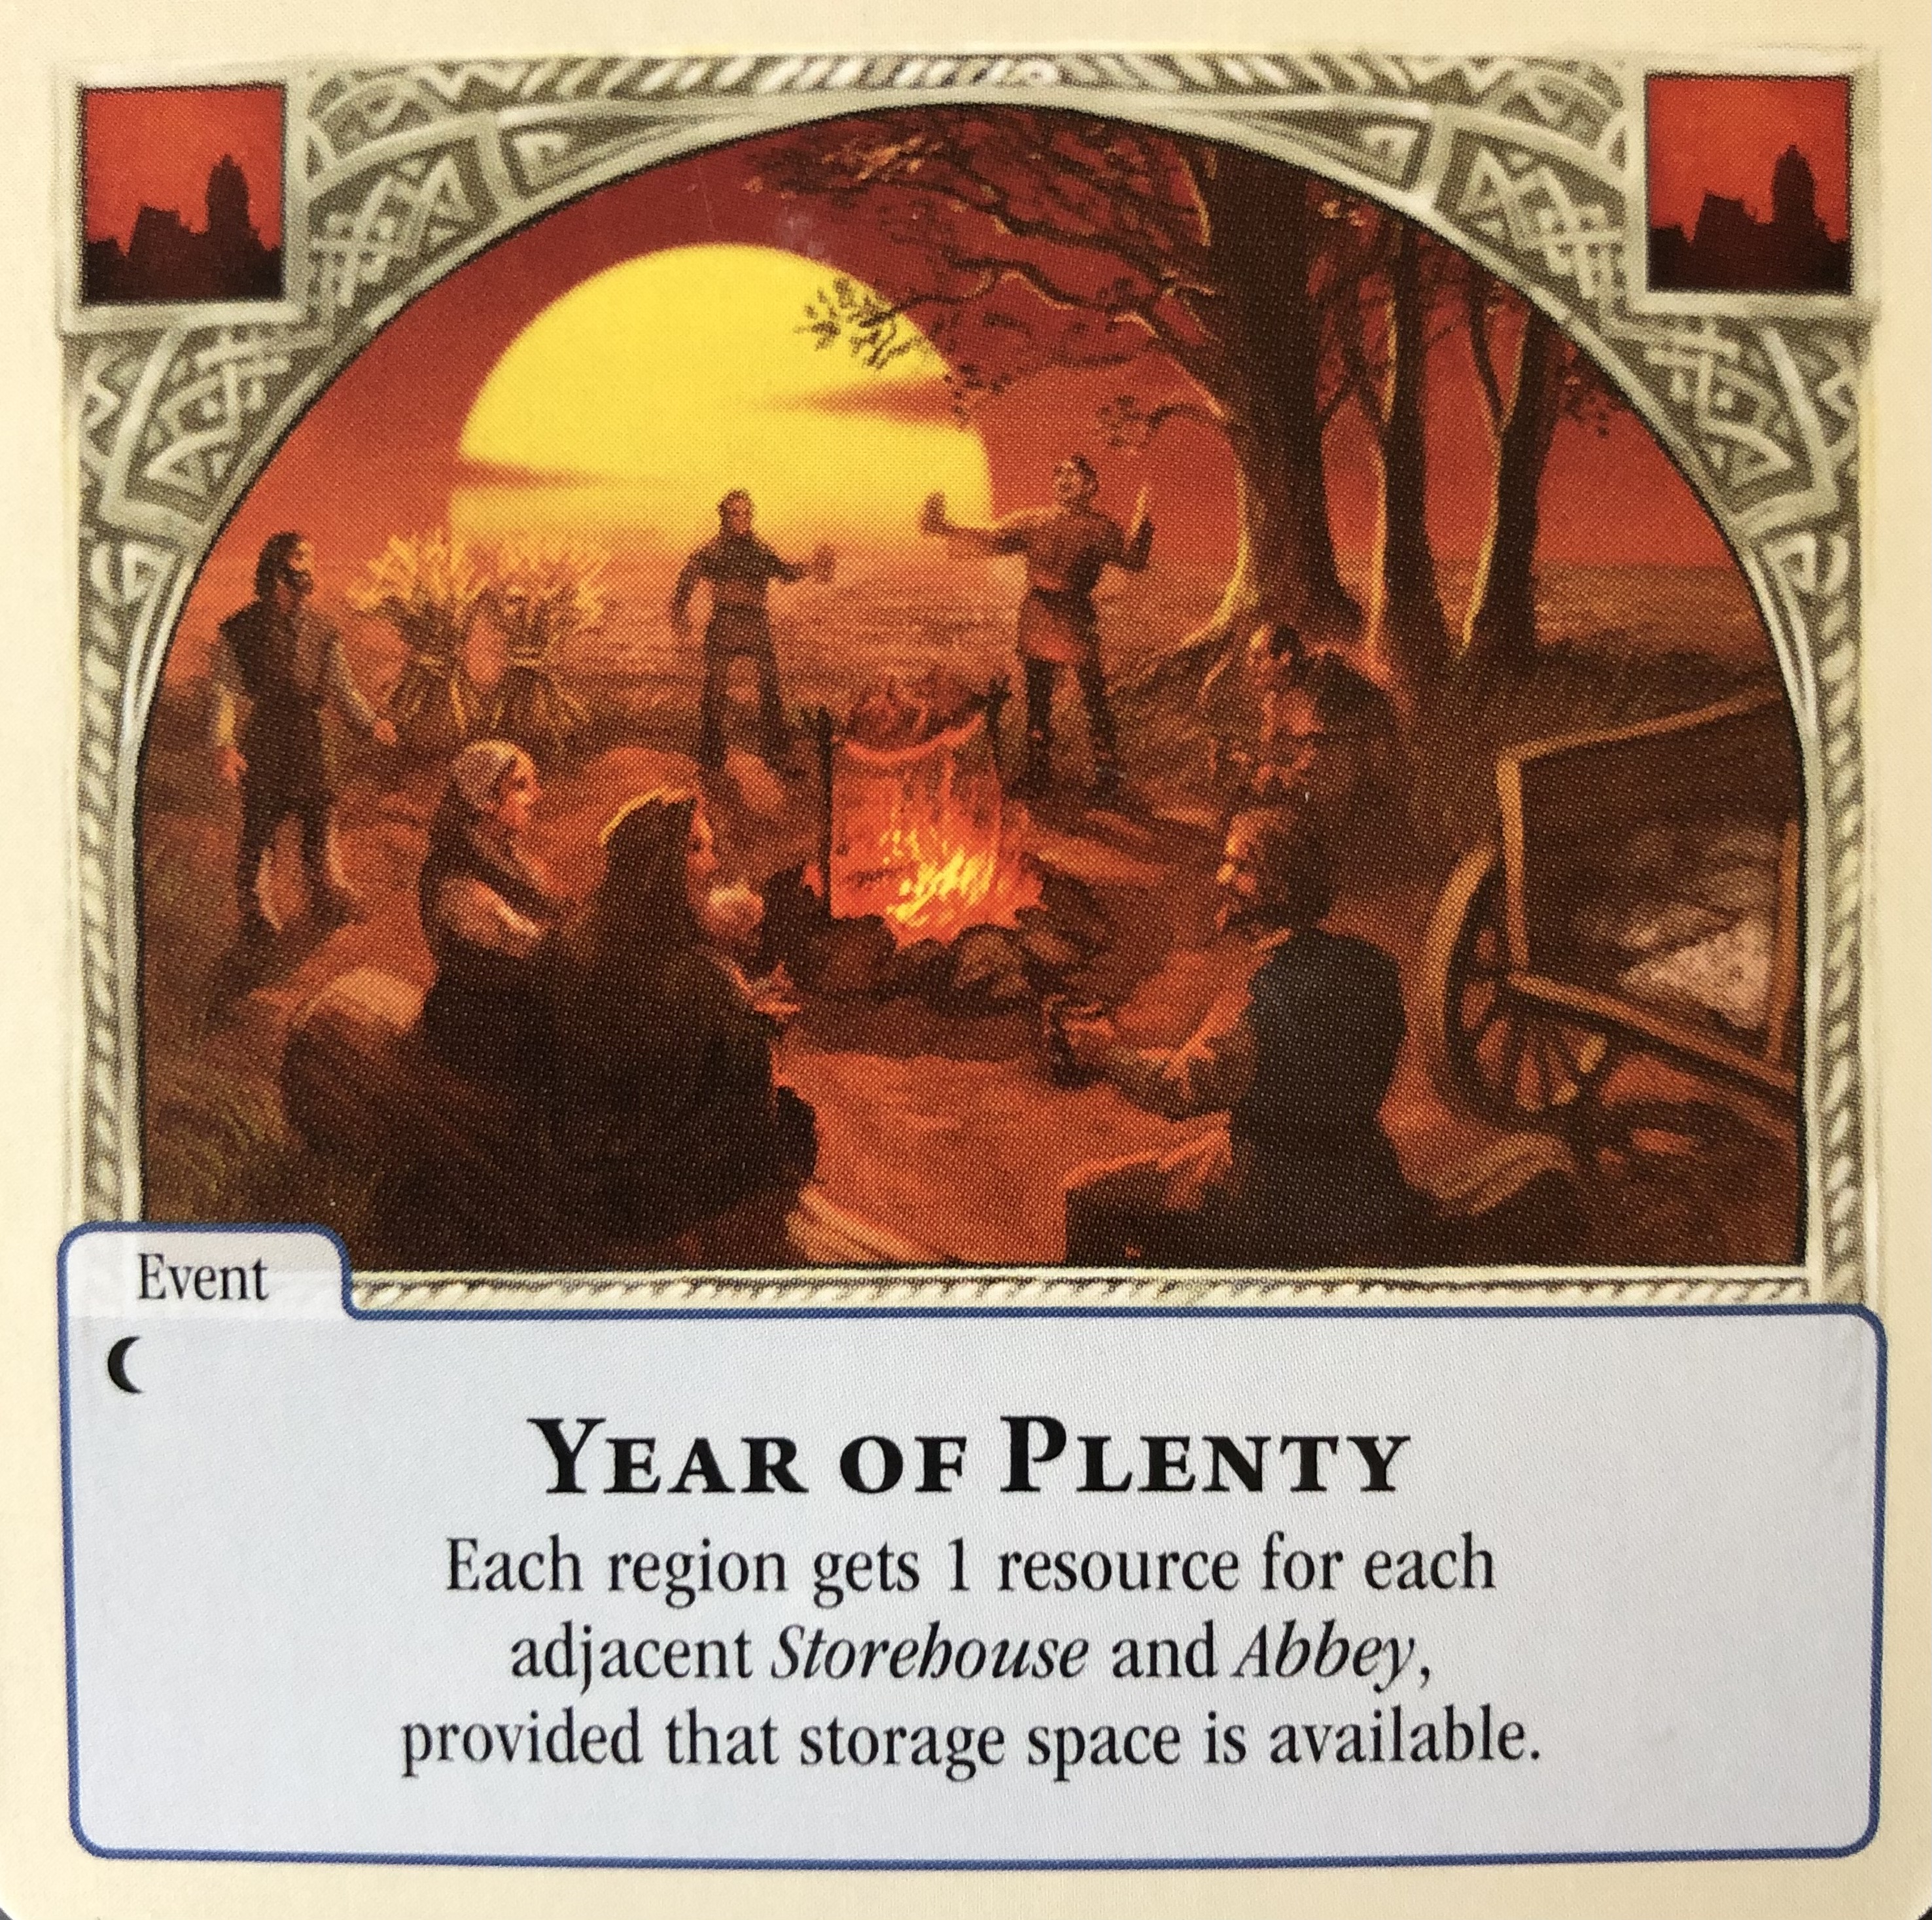 Event
Year of Plenty
Each region gets 1 resource for each
adjacent Storehouse and Abbey,
provided that storage space is available.